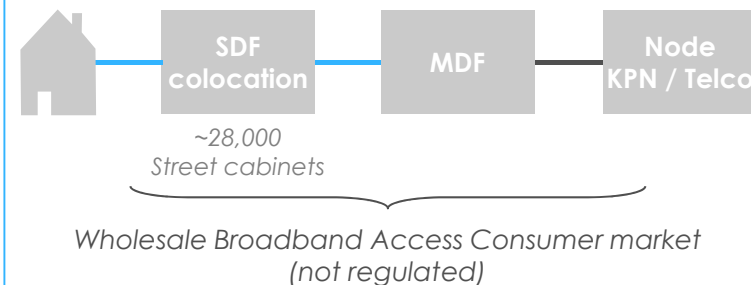 SDF
colocation
MDF
Node
KPN / Telco
~28,000
Street cabinets
Wholesale Broadband Access Consumer market
(not regulated)